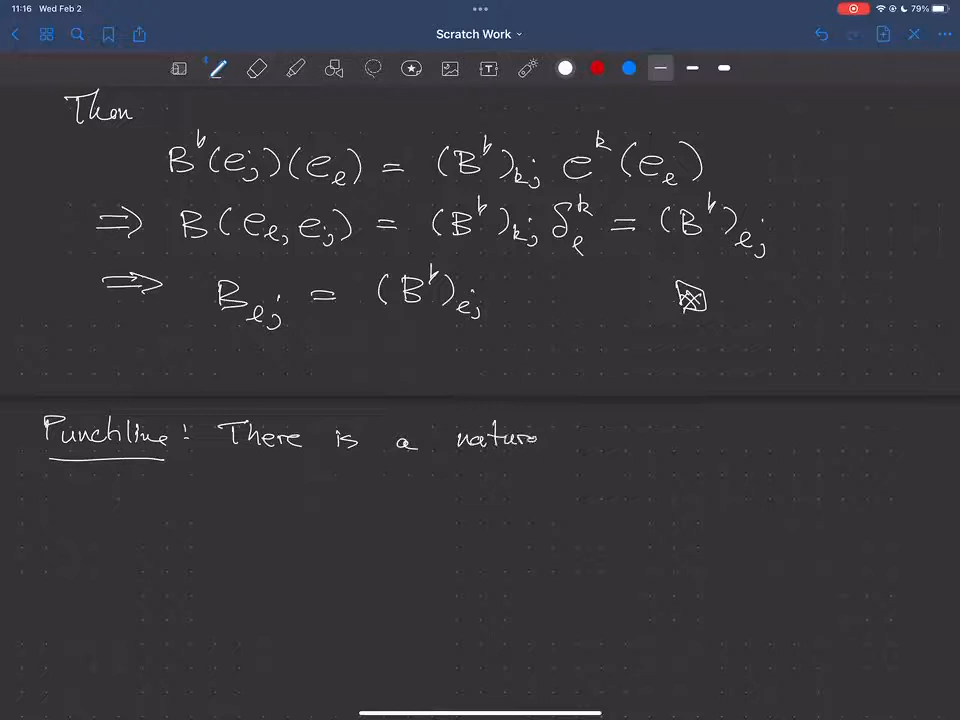 11:16 Wed Feb 2 79%
Scratch Work
Then
B♭(e_j)(e_ℓ) = (B♭)_{kj} e^k(e_ℓ)
⇒ B(e_ℓ, e_j) = (B♭)_{kj} δ^k_ℓ = (B♭)_{ℓj}
⇒ B_{ℓj} = (B♭)_{ℓj}
Punchline: There is a natura